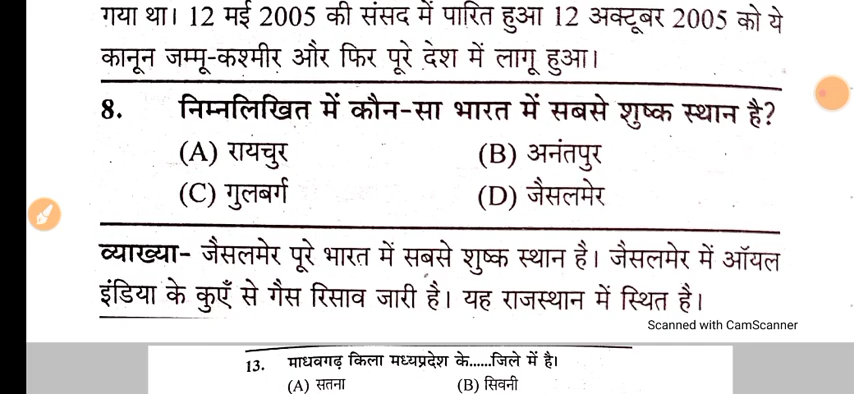 गया था। 12 मई 2005 की संसद में पारित हुआ 12 अक्टूबर 2005 को ये
कानून जम्मू-कश्मीर और फिर पूरे देश में लागू हुआ।
8. निम्नलिखित में कौन-सा भारत में सबसे शुष्क स्थान है?
(A) रायचुर (B) अनंतपुर
(C) गुलबर्ग (D) जैसलमेर
व्याख्या- जैसलमेर पूरे भारत में सबसे शुष्क स्थान है। जैसलमेर में ऑयल
इंडिया के कुएँ से गैस रिसाव जारी है। यह राजस्थान में स्थित है।
Scanned with CamScanner
13. माधवगढ़ किला मध्यप्रदेश के......जिले में है।
(A) सतना (B) सिवनी